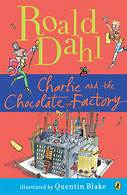 Roald
Dahl
Charlie and the
Chocolate Factory
illustrated by Quentin Blake